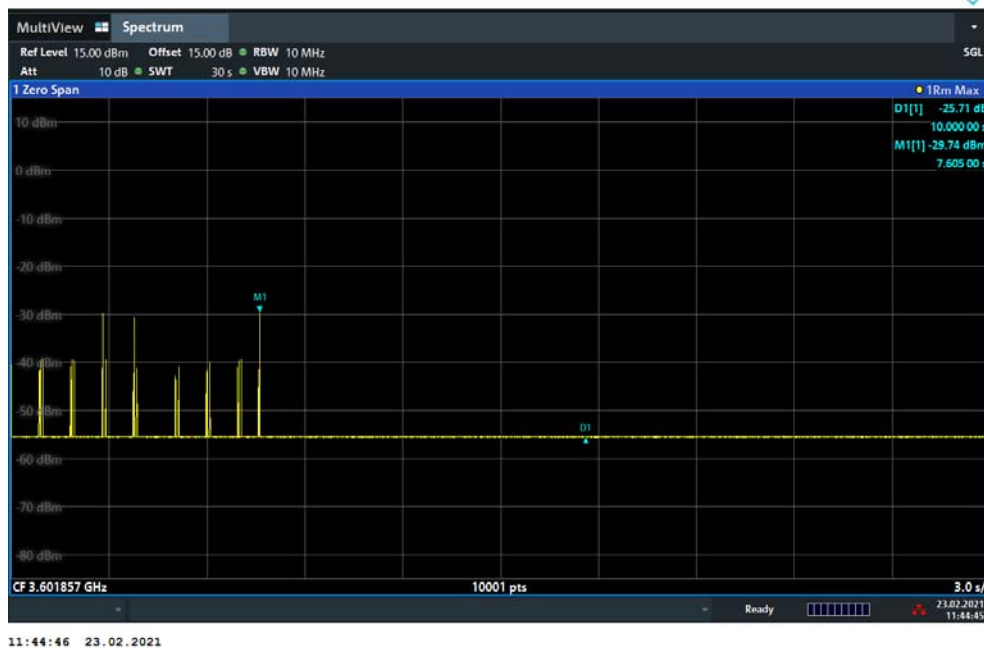 MultiView Spectrum
Ref Level 15.00 dBm Offset 15.00 dB RBW 10 MHz
SGL
Att 10 dB SWT 30 s VBW 10 MHz
1 Zero Span
1Rm Max
D1[1] -25.71 dB
10.000 00 s
M1[1] -29.74 dBm
7.605 00 s
10 dBm
0 dBm
-10 dBm
-20 dBm
M1
-30 dBm
-40 dBm
-50 dBm
D1
-60 dBm
-70 dBm
-80 dBm
CF 3.601857 GHz 10001 pts 3.0 s/
Ready
23.02.2021
11:44:45
11:44:46 23.02.2021